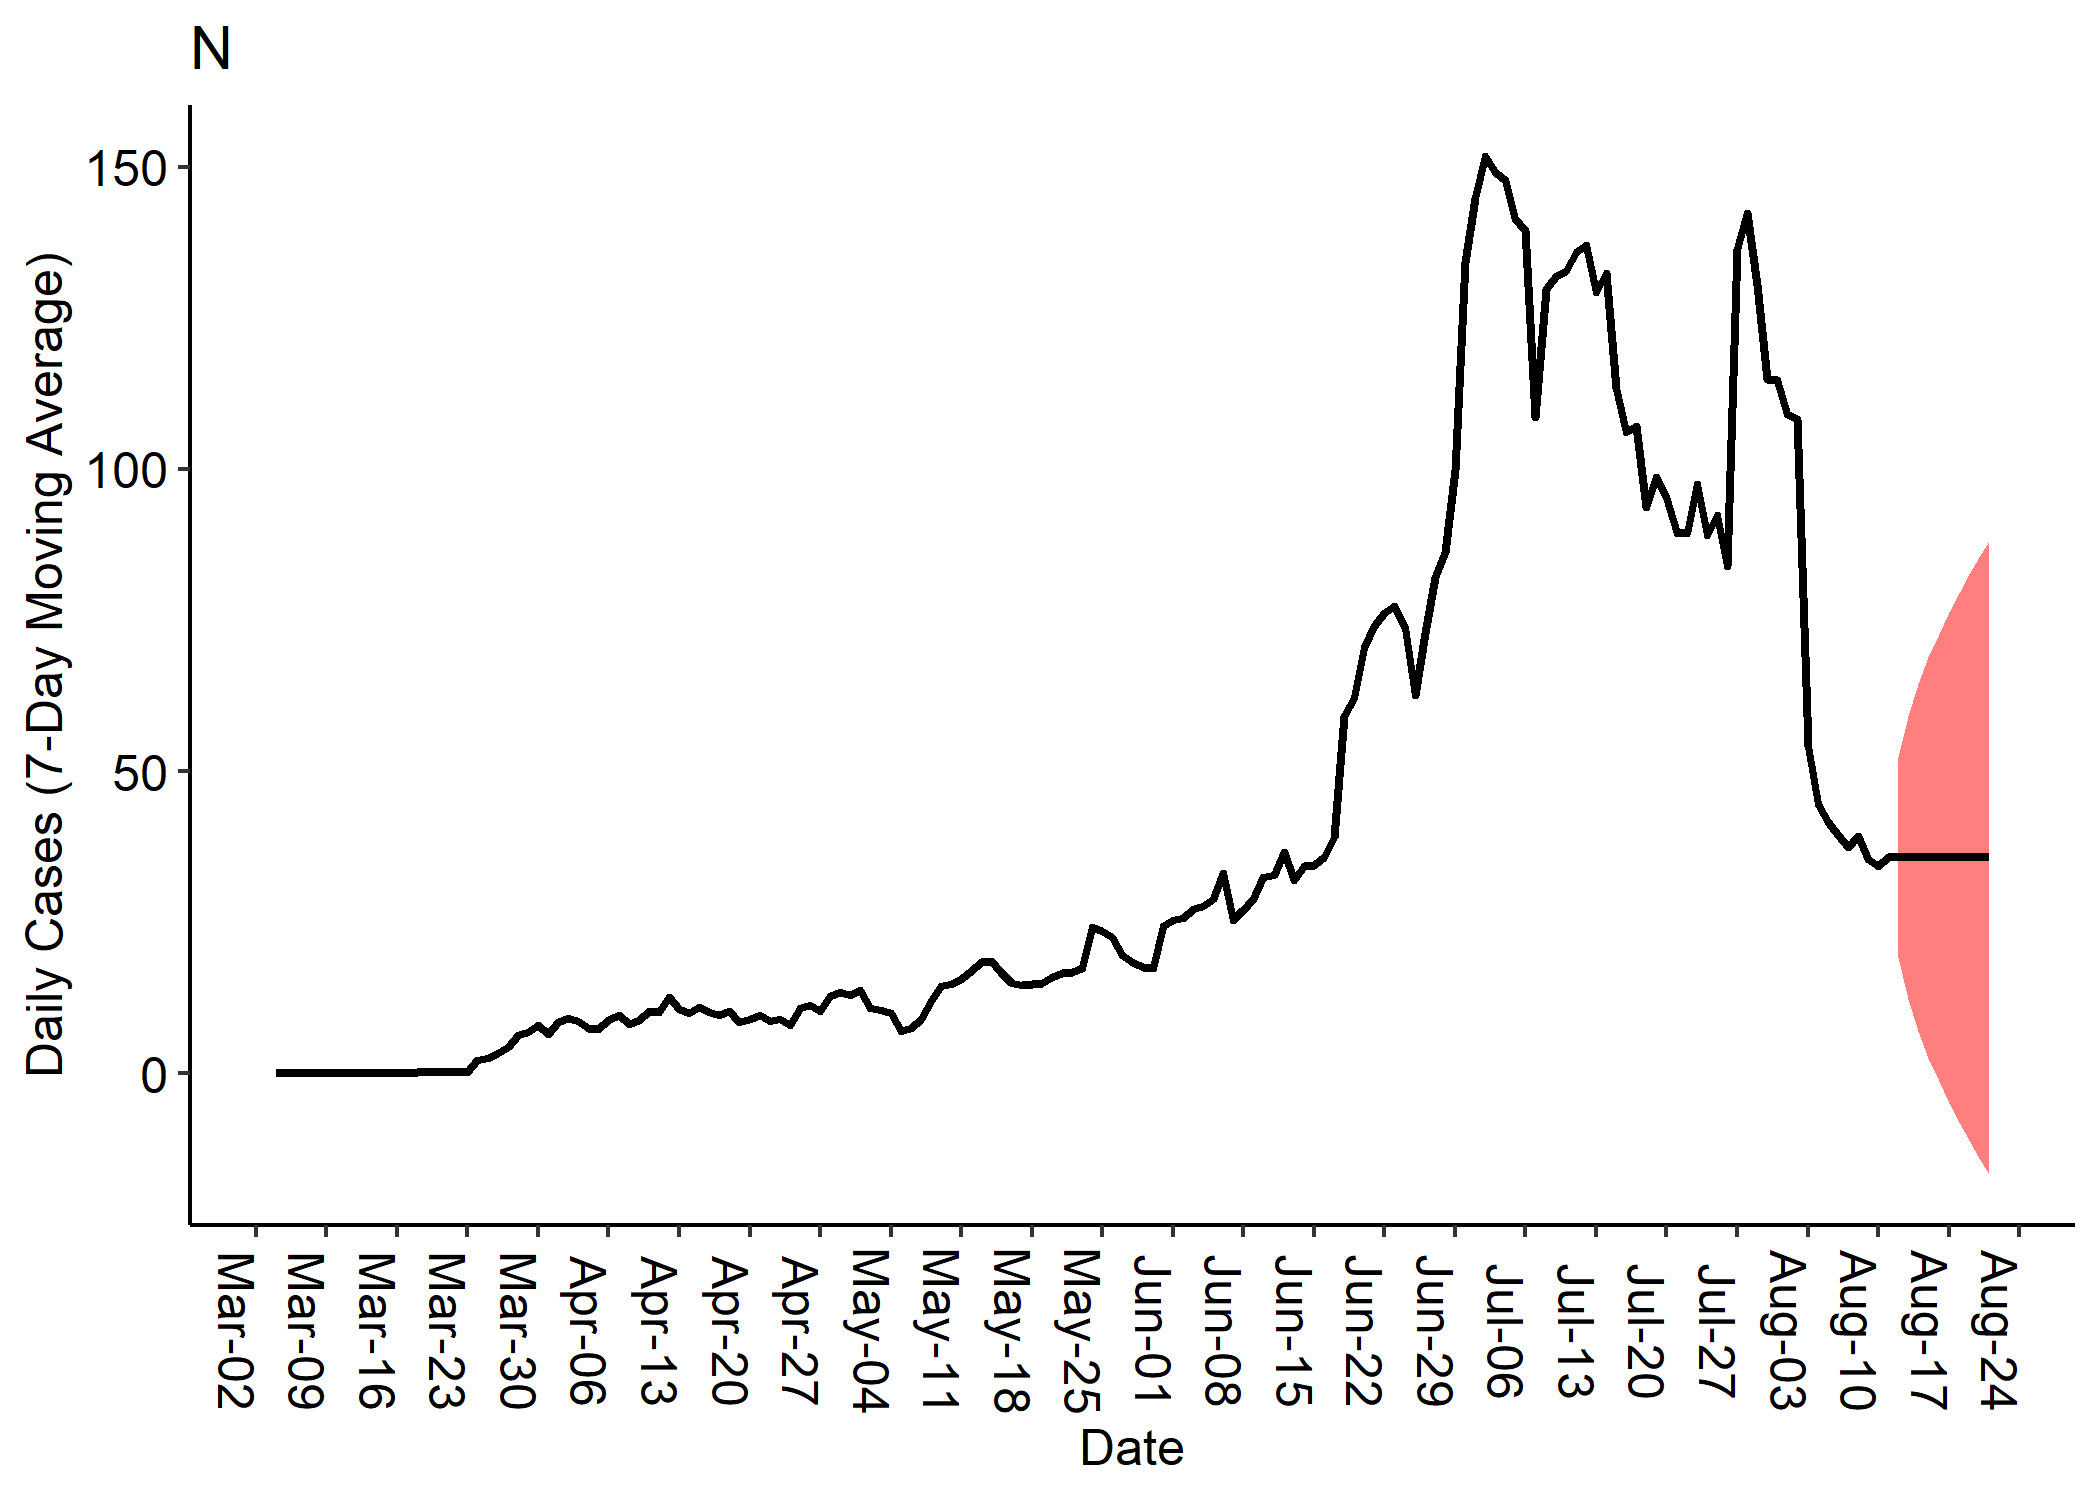 N
Daily Cases (7-Day Moving Average)
150
100
50
0
Mar-02
Mar-09
Mar-16
Mar-23
Mar-30
Apr-06
Apr-13
Apr-20
Apr-27
May-04
May-11
May-18
May-25
Jun-01
Jun-08
Jun-15
Jun-22
Jun-29
Jul-06
Jul-13
Jul-20
Jul-27
Aug-03
Aug-10
Aug-17
Aug-24
Date